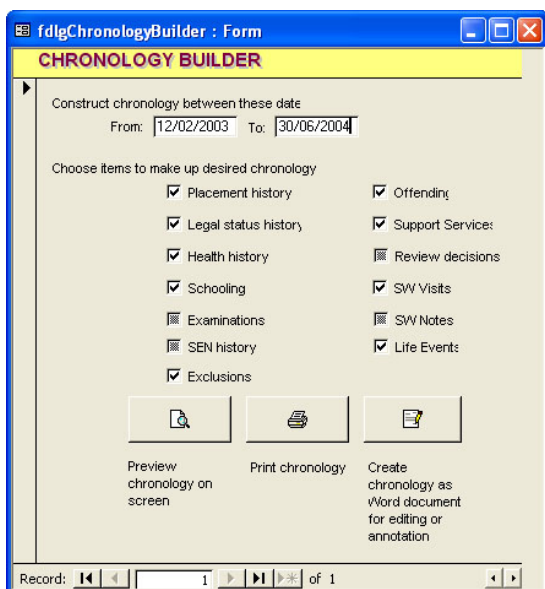 fdlgChronologyBuilder : Form
CHRONOLOGY BUILDER
Construct chronology between these date
From: 12/02/2003 To: 30/06/2004
Choose items to make up desired chronology
Placement history Offending
Legal status history Support Services
Health history Review decisions
Schooling SW Visits
Examinations SW Notes
SEN history Life Events
Exclusions
Preview Print chronology Create
chronology on chronology as
screen Word document
for editing or
annotation
Record: 1 of 1